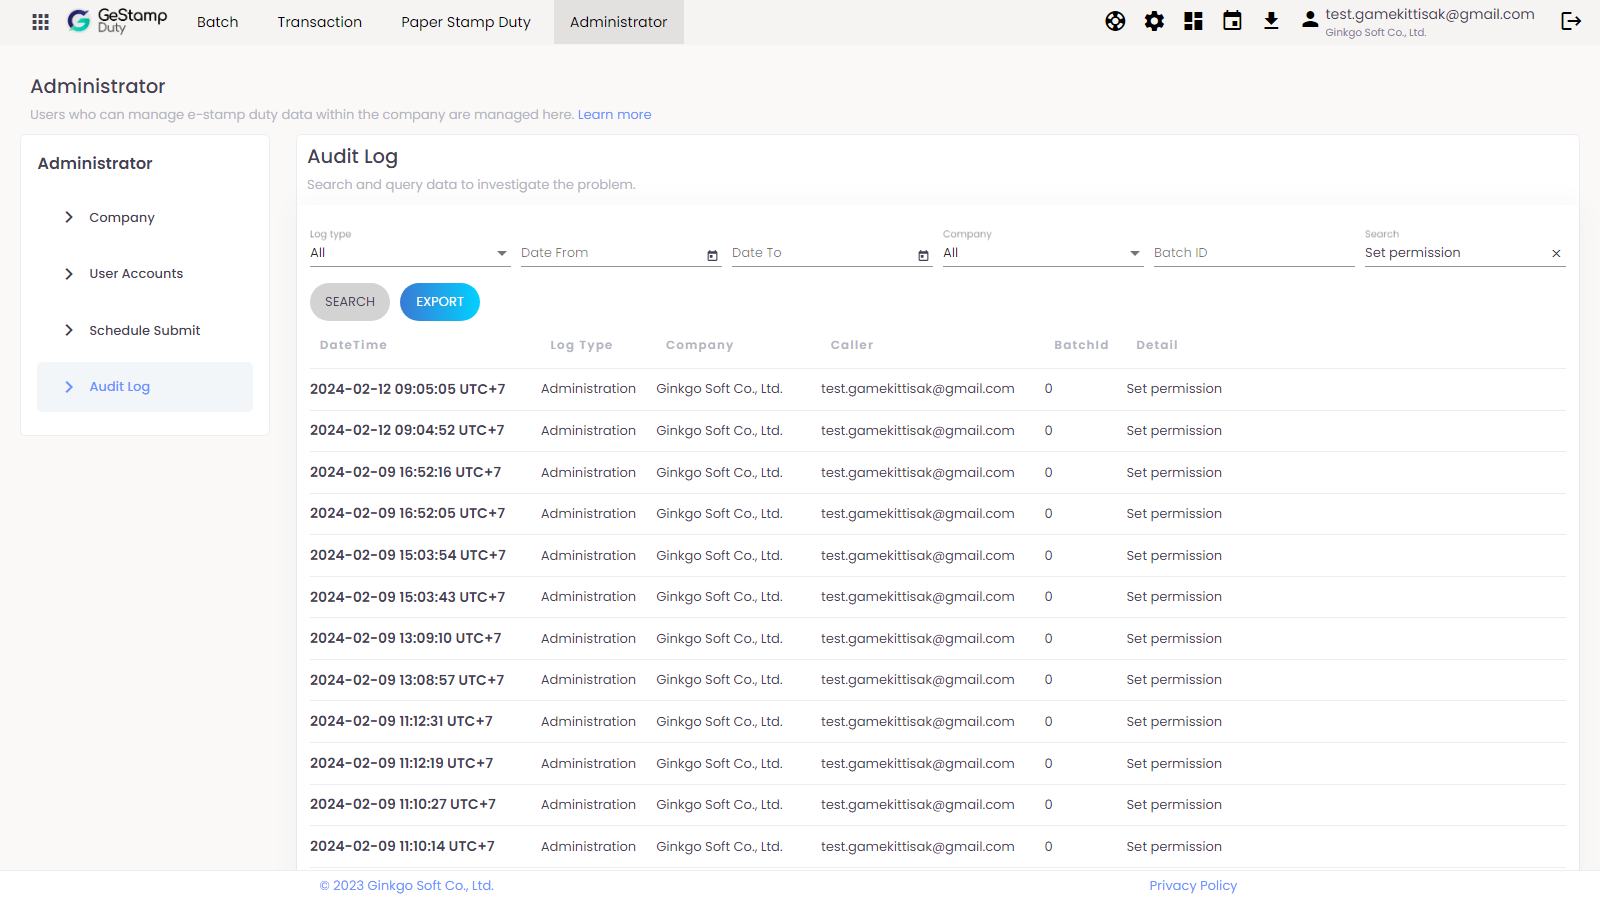 GeStamp
Duty
Batch
Transaction
Paper Stamp Duty
Administrator
test.gamekittisak@gmail.com
Ginkgo Soft Co., Ltd.
Administrator
Users who can manage e-stamp duty data within the company are managed here. Learn more
Administrator
Company
User Accounts
Schedule Submit
Audit Log
Audit Log
Search and query data to investigate the problem.
Log type
All
Date From
Date To
Company
All
Batch ID
Search
Set permission
SEARCH
EXPORT
DateTime Log Type Company Caller BatchId Detail
2024-02-12 09:05:05 UTC+7 Administration Ginkgo Soft Co., Ltd. test.gamekittisak@gmail.com 0 Set permission
2024-02-12 09:04:52 UTC+7 Administration Ginkgo Soft Co., Ltd. test.gamekittisak@gmail.com 0 Set permission
2024-02-09 16:52:16 UTC+7 Administration Ginkgo Soft Co., Ltd. test.gamekittisak@gmail.com 0 Set permission
2024-02-09 16:52:05 UTC+7 Administration Ginkgo Soft Co., Ltd. test.gamekittisak@gmail.com 0 Set permission
2024-02-09 15:03:54 UTC+7 Administration Ginkgo Soft Co., Ltd. test.gamekittisak@gmail.com 0 Set permission
2024-02-09 15:03:43 UTC+7 Administration Ginkgo Soft Co., Ltd. test.gamekittisak@gmail.com 0 Set permission
2024-02-09 13:09:10 UTC+7 Administration Ginkgo Soft Co., Ltd. test.gamekittisak@gmail.com 0 Set permission
2024-02-09 13:08:57 UTC+7 Administration Ginkgo Soft Co., Ltd. test.gamekittisak@gmail.com 0 Set permission
2024-02-09 11:12:31 UTC+7 Administration Ginkgo Soft Co., Ltd. test.gamekittisak@gmail.com 0 Set permission
2024-02-09 11:12:19 UTC+7 Administration Ginkgo Soft Co., Ltd. test.gamekittisak@gmail.com 0 Set permission
2024-02-09 11:10:27 UTC+7 Administration Ginkgo Soft Co., Ltd. test.gamekittisak@gmail.com 0 Set permission
2024-02-09 11:10:14 UTC+7 Administration Ginkgo Soft Co., Ltd. test.gamekittisak@gmail.com 0 Set permission
© 2023 Ginkgo Soft Co., Ltd.
Privacy Policy